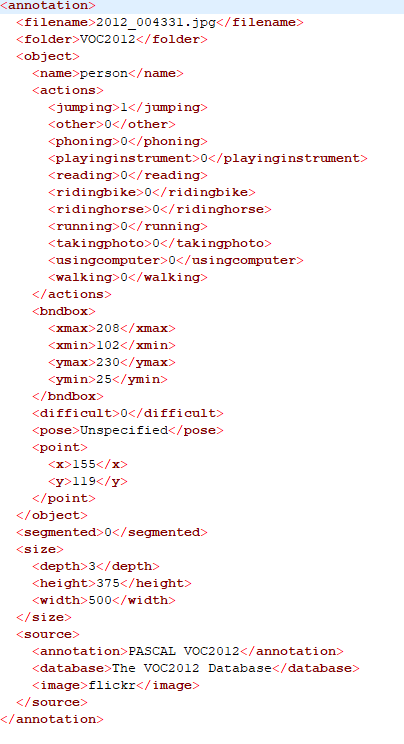 <annotation>
<filename>2012_004331.jpg</filename>
<folder>VOC2012</folder>
<object>
<name>person</name>
<actions>
<jumping>1</jumping>
<other>0</other>
<phoning>0</phoning>
<playinginstrument>0</playinginstrument>
<reading>0</reading>
<ridingbike>0</ridingbike>
<ridinghorse>0</ridinghorse>
<running>0</running>
<takingphoto>0</takingphoto>
<usingcomputer>0</usingcomputer>
<walking>0</walking>
</actions>
<bndbox>
<xmax>208</xmax>
<xmin>102</xmin>
<ymax>230</ymax>
<ymin>25</ymin>
</bndbox>
<difficult>0</difficult>
<pose>Unspecified</pose>
<point>
<x>155</x>
<y>119</y>
</point>
</object>
<segmented>0</segmented>
<size>
<depth>3</depth>
<height>375</height>
<width>500</width>
</size>
<source>
<annotation>PASCAL VOC2012</annotation>
<database>The VOC2012 Database</database>
<image>flickr</image>
</source>
</annotation>